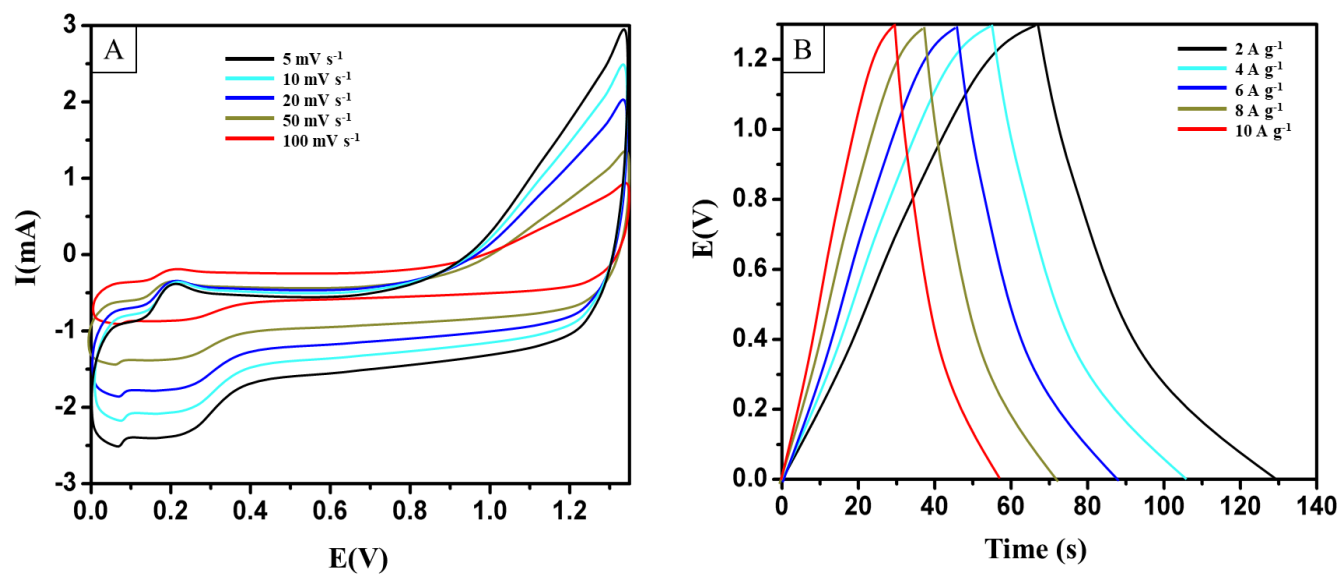 A
5 mV s⁻¹
10 mV s⁻¹
20 mV s⁻¹
50 mV s⁻¹
100 mV s⁻¹
3
2
1
0
-1
-2
-3
I(mA)
0.0 0.2 0.4 0.6 0.8 1.0 1.2
E(V)
B
2 A g⁻¹
4 A g⁻¹
6 A g⁻¹
8 A g⁻¹
10 A g⁻¹
1.2
1.0
0.8
0.6
0.4
0.2
0.0
E(V)
0 20 40 60 80 100 120 140
Time (s)